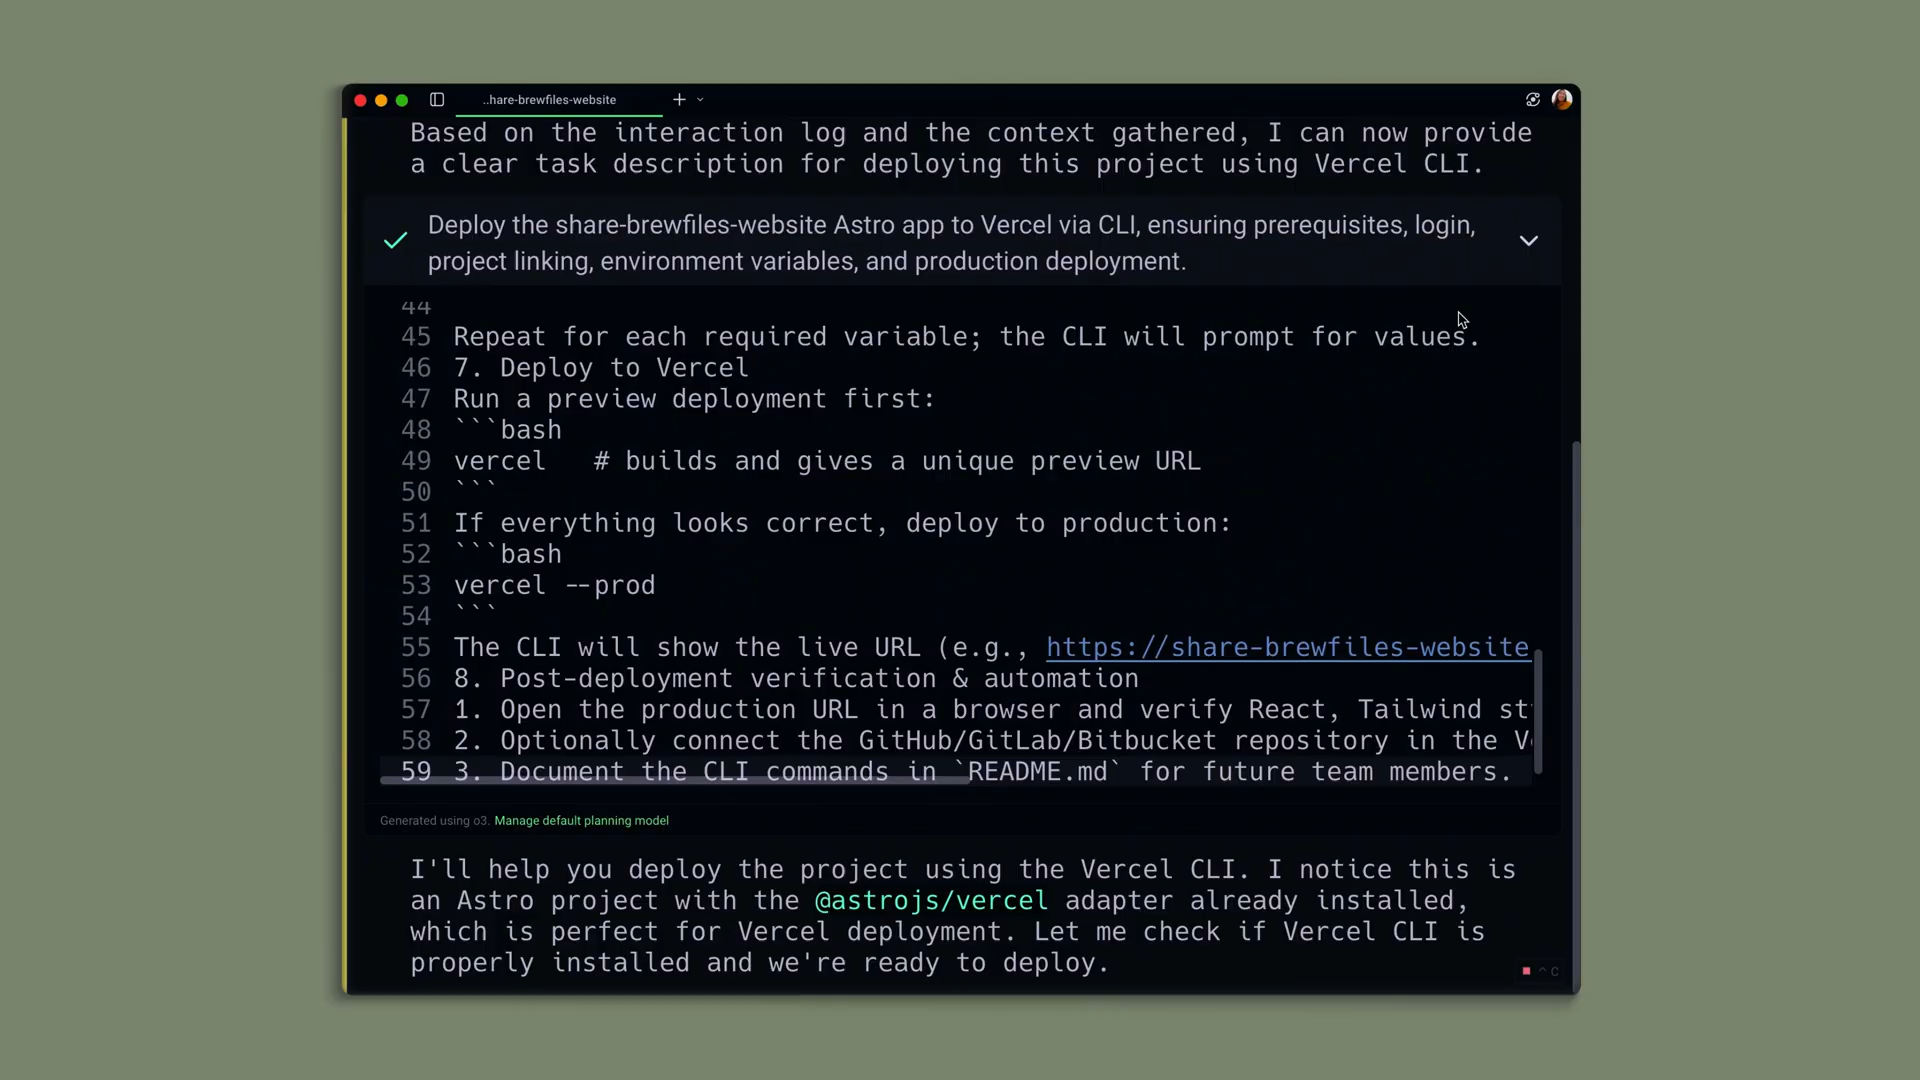 ..hare-brewfiles-website
Based on the interaction log and the context gathered, I can now provide
a clear task description for deploying this project using Vercel CLI.
Deploy the share-brewfiles-website Astro app to Vercel via CLI, ensuring prerequisites, login,
project linking, environment variables, and production deployment.
44
45 Repeat for each required variable; the CLI will prompt for values.
46 7. Deploy to Vercel
47 Run a preview deployment first:
48 ```bash
49 vercel   # builds and gives a unique preview URL
50 ```
51 If everything looks correct, deploy to production:
52 ```bash
53 vercel --prod
54 ```
55 The CLI will show the live URL (e.g., https://share-brewfiles-website
56 8. Post-deployment verification & automation
57 1. Open the production URL in a browser and verify React, Tailwind st
58 2. Optionally connect the GitHub/GitLab/Bitbucket repository in the V
59 3. Document the CLI commands in `README.md` for future team members.
Generated using o3. Manage default planning model
I'll help you deploy the project using the Vercel CLI. I notice this is
an Astro project with the @astrojs/vercel adapter already installed,
which is perfect for Vercel deployment. Let me check if Vercel CLI is
properly installed and we're ready to deploy.
^C